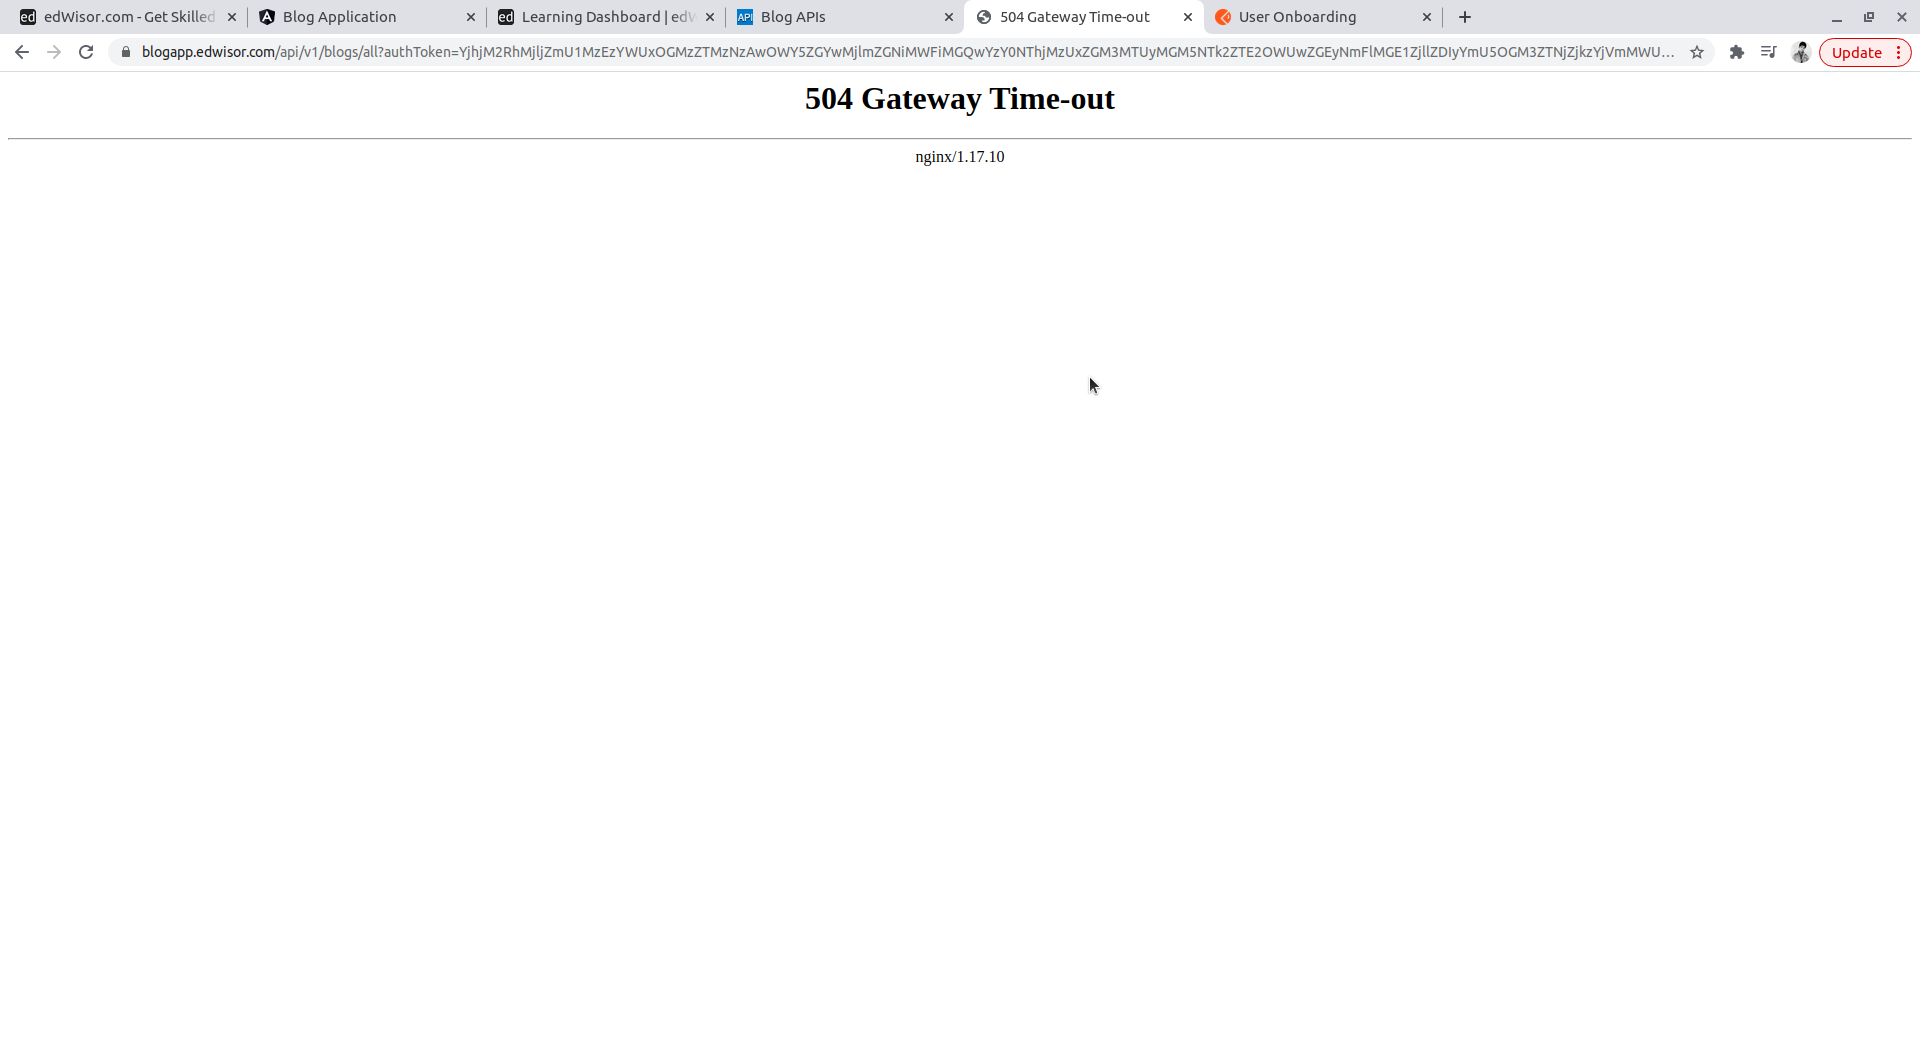 edWisor.com - Get Skilled
Blog Application
Learning Dashboard | edW
Blog APIs
504 Gateway Time-out
User Onboarding
blogapp.edwisor.com/api/v1/blogs/all?authToken=YjhjM2RhMjljZmU1MzEzYWUxOGMzZTMzNzAwOWY5ZGYwMjlmZGNiMWFiMGQwYzY0NThjMzUxZGM3MTUyMGM5NTk2ZTE2OWUwZGEyNmFlMGE1ZjllZDIyYmU5OGM3ZTNjZjkzYjVmMWU...
Update
504 Gateway Time-out
nginx/1.17.10